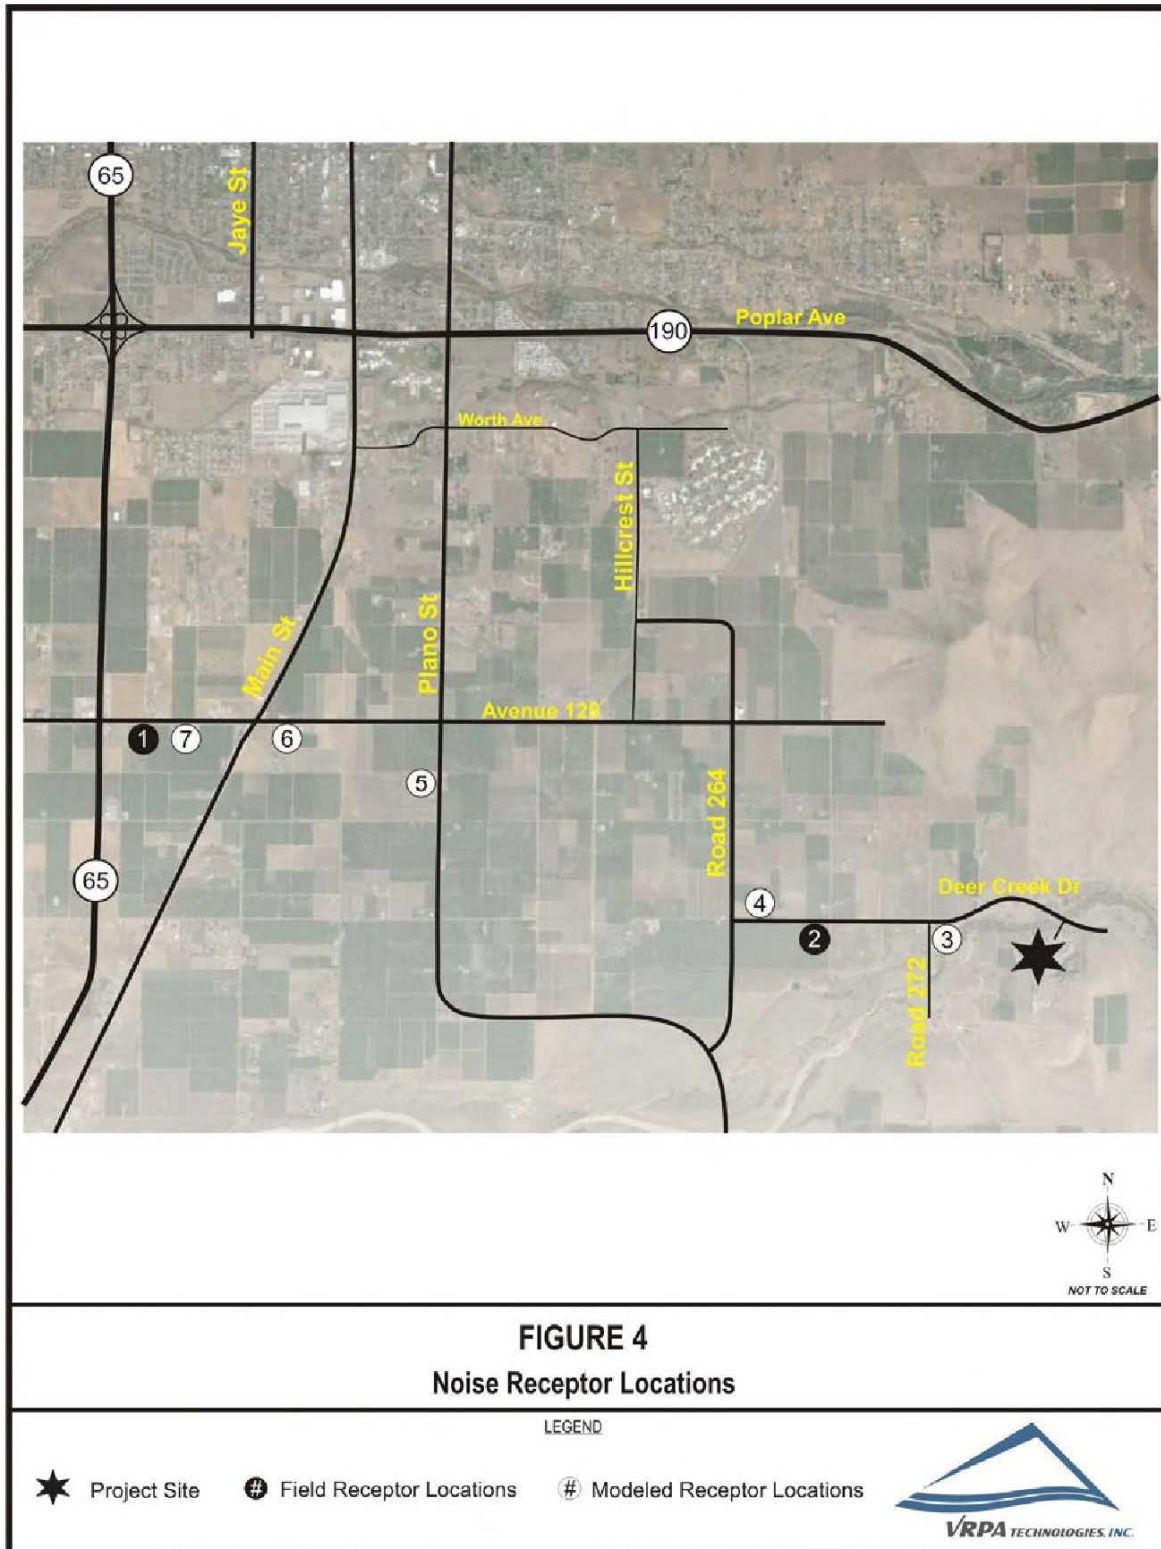 65
Jaye St
190
Poplar Ave
Worth Ave
Hillcrest St
Plano St
Main St
Avenue 128
1
7
6
5
Road 264
65
4
Deer Creek Dr
2
3
Road 272
N
W
E
S
NOT TO SCALE
FIGURE 4
Noise Receptor Locations
LEGEND
Project Site
# Field Receptor Locations
# Modeled Receptor Locations
VRPA TECHNOLOGIES, INC.